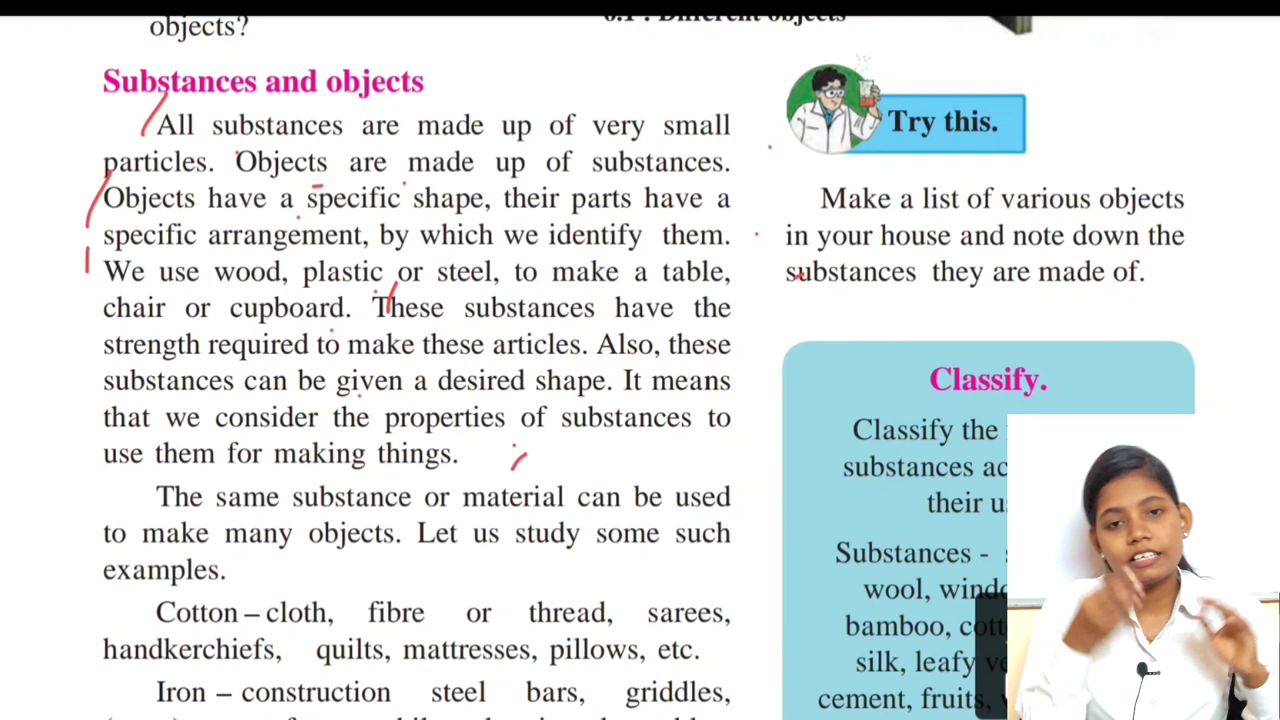 objects?
Substances and objects
All substances are made up of very small
particles. Objects are made up of substances.
Objects have a specific shape, their parts have a
specific arrangement, by which we identify them.
We use wood, plastic or steel, to make a table,
chair or cupboard. These substances have the
strength required to make these articles. Also, these
substances can be given a desired shape. It means
that we consider the properties of substances to
use them for making things.
The same substance or material can be used
to make many objects. Let us study some such
examples.
Cotton – cloth, fibre or thread, sarees,
handkerchiefs, quilts, mattresses, pillows, etc.
Iron – construction steel bars, griddles,
6.1 : Different objects
Try this.
Make a list of various objects
in your house and note down the
substances they are made of.
Classify.
Classify the
substances
their
Substances -
wool,
bamboo,
silk, leafy
cement, fruits,